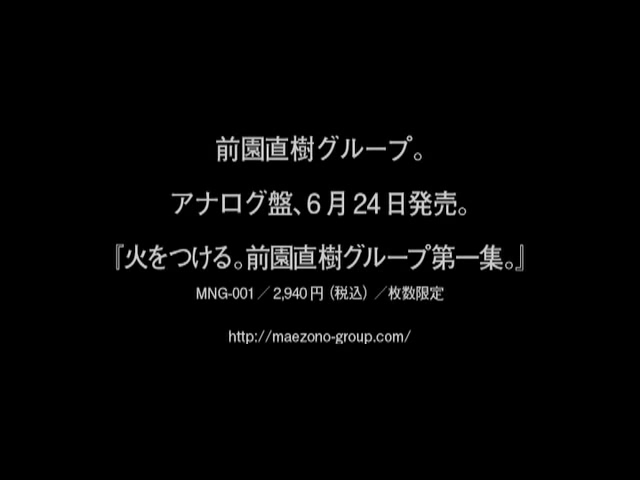 前園直樹グループ。
アナログ盤、6月24日発売。
『火をつける。前園直樹グループ第一集。』
MNG-001／2,940円（税込）／枚数限定
http://maezono-group.com/